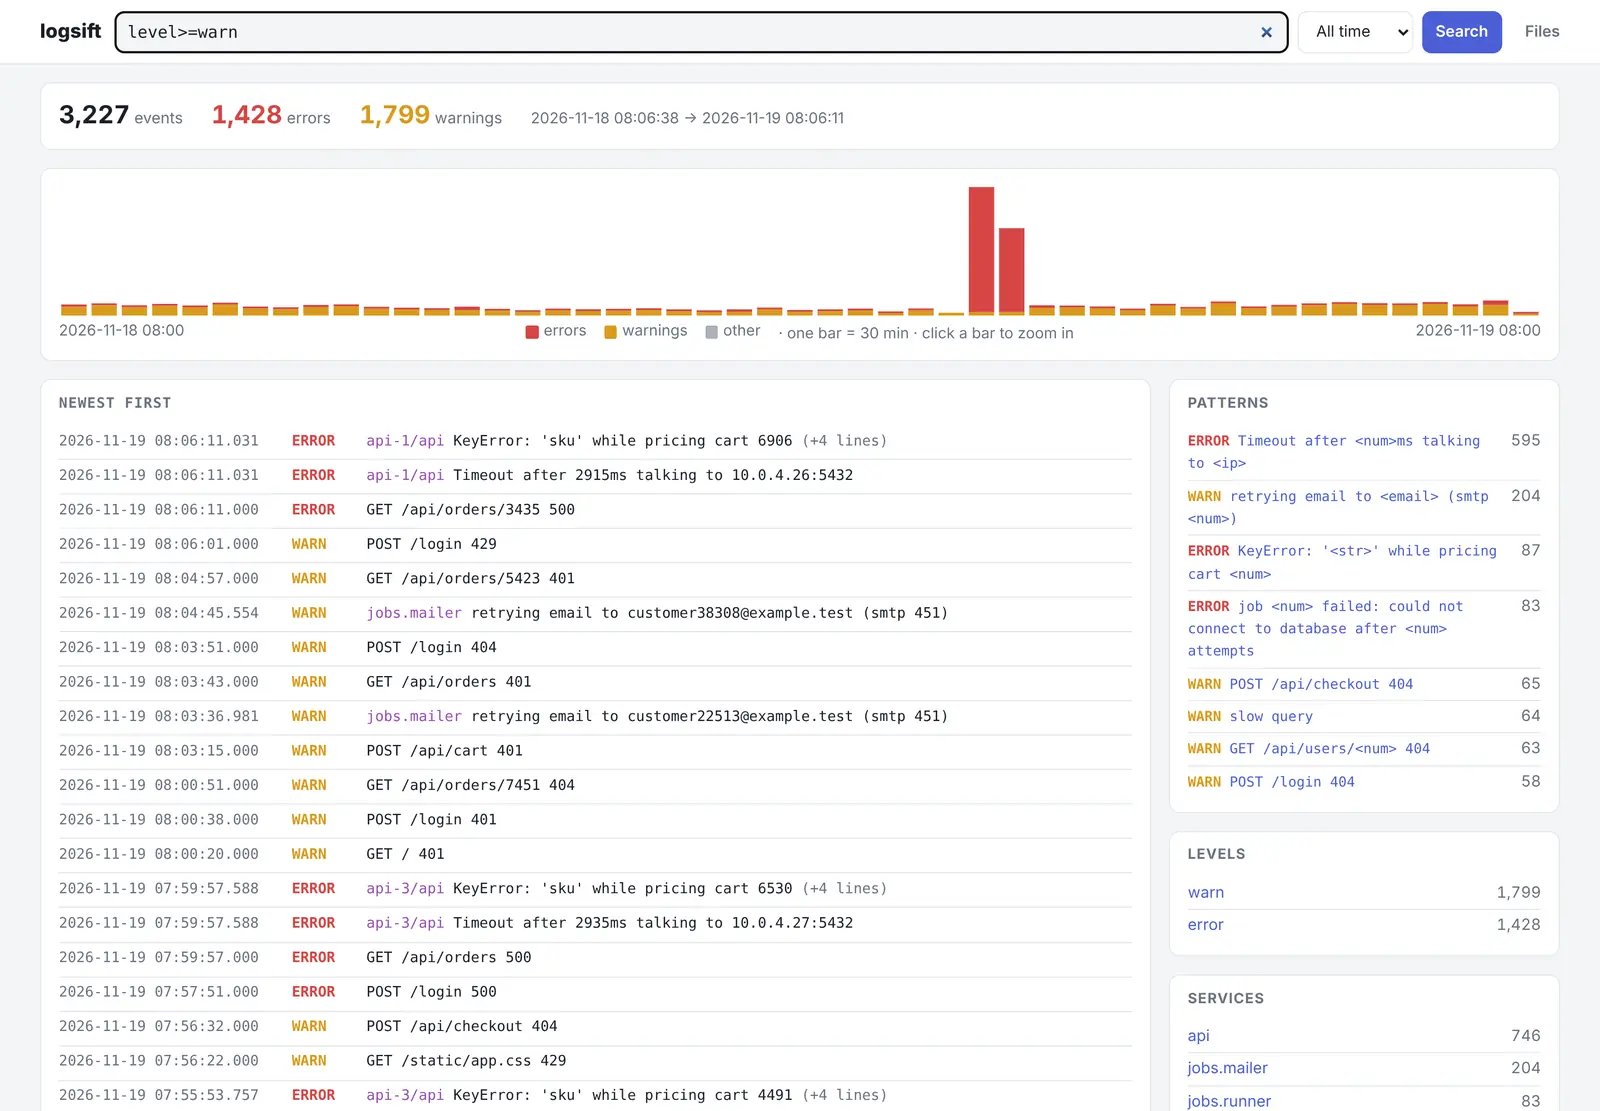 logsift
level>=warn
All time
Search
Files
3,227 events 1,428 errors 1,799 warnings 2026-11-18 08:06:38 → 2026-11-19 08:06:11
2026-11-18 08:00
errors warnings other · one bar = 30 min · click a bar to zoom in
2026-11-19 08:00
NEWEST FIRST
2026-11-19 08:06:11.031 ERROR api-1/api KeyError: 'sku' while pricing cart 6906 (+4 lines)
2026-11-19 08:06:11.031 ERROR api-1/api Timeout after 2915ms talking to 10.0.4.26:5432
2026-11-19 08:06:11.000 ERROR GET /api/orders/3435 500
2026-11-19 08:06:01.000 WARN POST /login 429
2026-11-19 08:04:57.000 WARN GET /api/orders/5423 401
2026-11-19 08:04:45.554 WARN jobs.mailer retrying email to customer38308@example.test (smtp 451)
2026-11-19 08:03:51.000 WARN POST /login 404
2026-11-19 08:03:43.000 WARN GET /api/orders 401
2026-11-19 08:03:36.981 WARN jobs.mailer retrying email to customer22513@example.test (smtp 451)
2026-11-19 08:03:15.000 WARN POST /api/cart 401
2026-11-19 08:00:51.000 WARN GET /api/orders/7451 404
2026-11-19 08:00:38.000 WARN POST /login 401
2026-11-19 08:00:20.000 WARN GET / 401
2026-11-19 07:59:57.588 ERROR api-3/api KeyError: 'sku' while pricing cart 6530 (+4 lines)
2026-11-19 07:59:57.588 ERROR api-3/api Timeout after 2935ms talking to 10.0.4.27:5432
2026-11-19 07:59:57.000 ERROR GET /api/orders 500
2026-11-19 07:57:51.000 ERROR POST /login 500
2026-11-19 07:56:32.000 WARN POST /api/checkout 404
2026-11-19 07:56:22.000 WARN GET /static/app.css 429
2026-11-19 07:55:53.757 ERROR api-3/api KeyError: 'sku' while pricing cart 4491 (+4 lines)
PATTERNS
ERROR Timeout after <num>ms talking 595
to <ip>
WARN retrying email to <email> (smtp 204
<num>)
ERROR KeyError: '<str>' while pricing 87
cart <num>
ERROR job <num> failed: could not 83
connect to database after <num>
attempts
WARN POST /api/checkout 404 65
WARN slow query 64
WARN GET /api/users/<num> 404 63
WARN POST /login 404 58
LEVELS
warn 1,799
error 1,428
SERVICES
api 746
jobs.mailer 204
jobs.runner 83